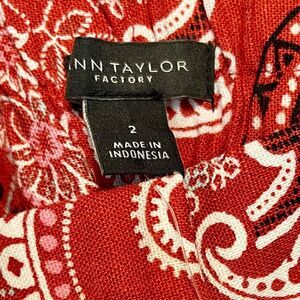 NN TAYLOR
FACTORY
2
MADE IN
INDONESIA